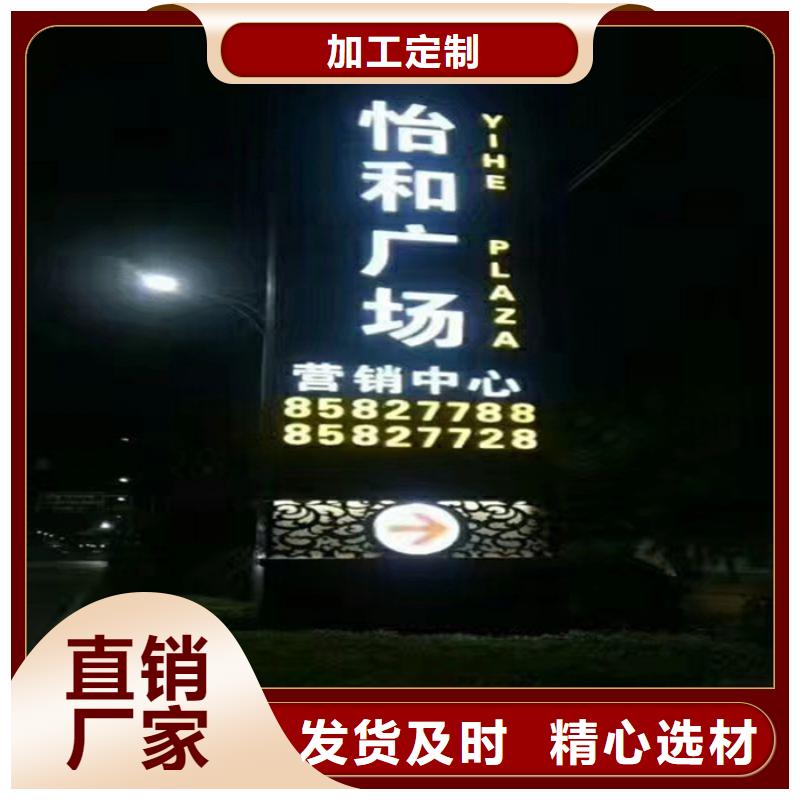 加工定制
怡和广场
YIHE PLAZA
营销中心
85827788
85827728
直销
厂家
发货及时 精心选材